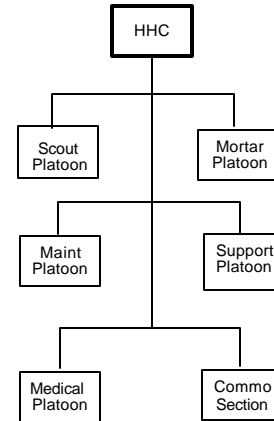 HHC
Scout
Platoon
Mortar
Platoon
Maint
Platoon
Support
Platoon
Medical
Platoon
Commo
Section